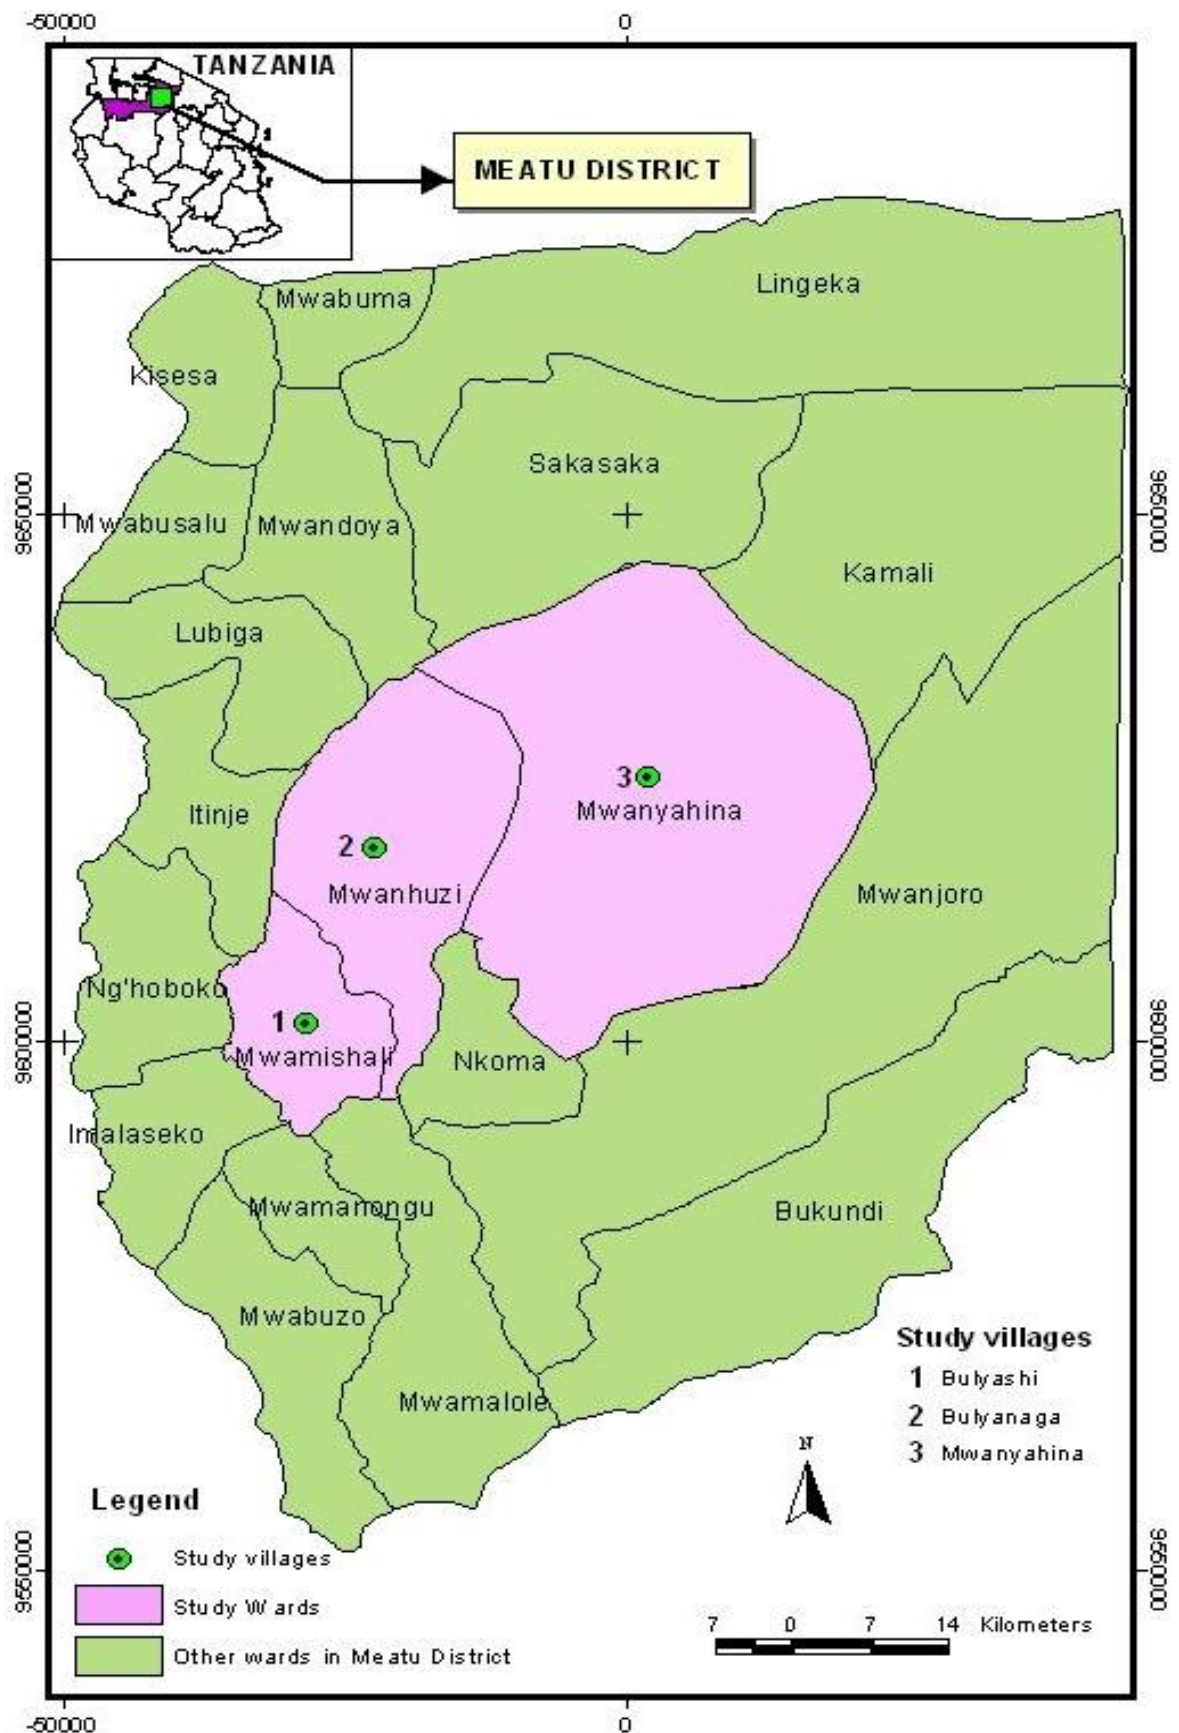 -50000 0
TANZANIA
MEATU DISTRICT
Lingeka
Mwabuma
Kisesa
Sakasaka
9650000 9650000
Mwabusalu Mwandoya
Kamali
Lubiga
3
Mwanyahina
Itinje
2
Mwanhuzi
Mwanjoro
Ng'hoboko
1
9600000 9600000
Mwamishali
Nkoma
Imalaseko
Mwamanongu
Bukundi
Mwabuzo
Mwamalole
Study villages
1 Bulyashi
2 Bulyanaga
3 Mwanyahina
N
Legend
Study villages
Study Wards
Other wards in Meatu District
9550000 9550000
7 0 7 14 Kilometers
-50000 0